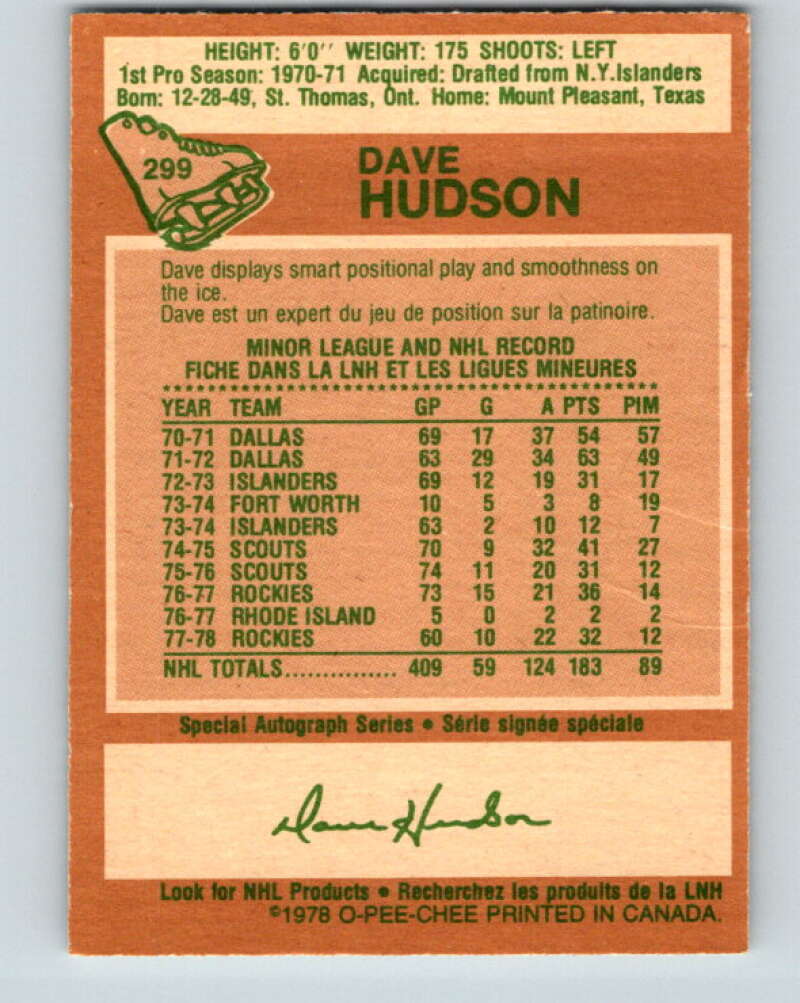 HEIGHT: 6'0'' WEIGHT: 175 SHOOTS: LEFT
1st Pro Season: 1970-71 Acquired: Drafted from N.Y.Islanders
Born: 12-28-49, St. Thomas, Ont. Home: Mount Pleasant, Texas
299
DAVE
HUDSON
Dave displays smart positional play and smoothness on
the ice.
Dave est un expert du jeu de position sur la patinoire.
MINOR LEAGUE AND NHL RECORD
FICHE DANS LA LNH ET LES LIGUES MINEURES
YEAR TEAM GP G A PTS PIM
70-71 DALLAS 69 17 37 54 57
71-72 DALLAS 63 29 34 63 49
72-73 ISLANDERS 69 12 19 31 17
73-74 FORT WORTH 10 5 3 8 19
73-74 ISLANDERS 63 2 10 12 7
74-75 SCOUTS 70 9 32 41 27
75-76 SCOUTS 74 11 20 31 12
76-77 ROCKIES 73 15 21 36 14
76-77 RHODE ISLAND 5 0 2 2 2
77-78 ROCKIES 60 10 22 32 12
NHL TOTALS............... 409 59 124 183 89
Special Autograph Series • Série signée spéciale
Dave Hudson
Look for NHL Products • Recherchez les produits de la LNH
©1978 O-PEE-CHEE PRINTED IN CANADA.